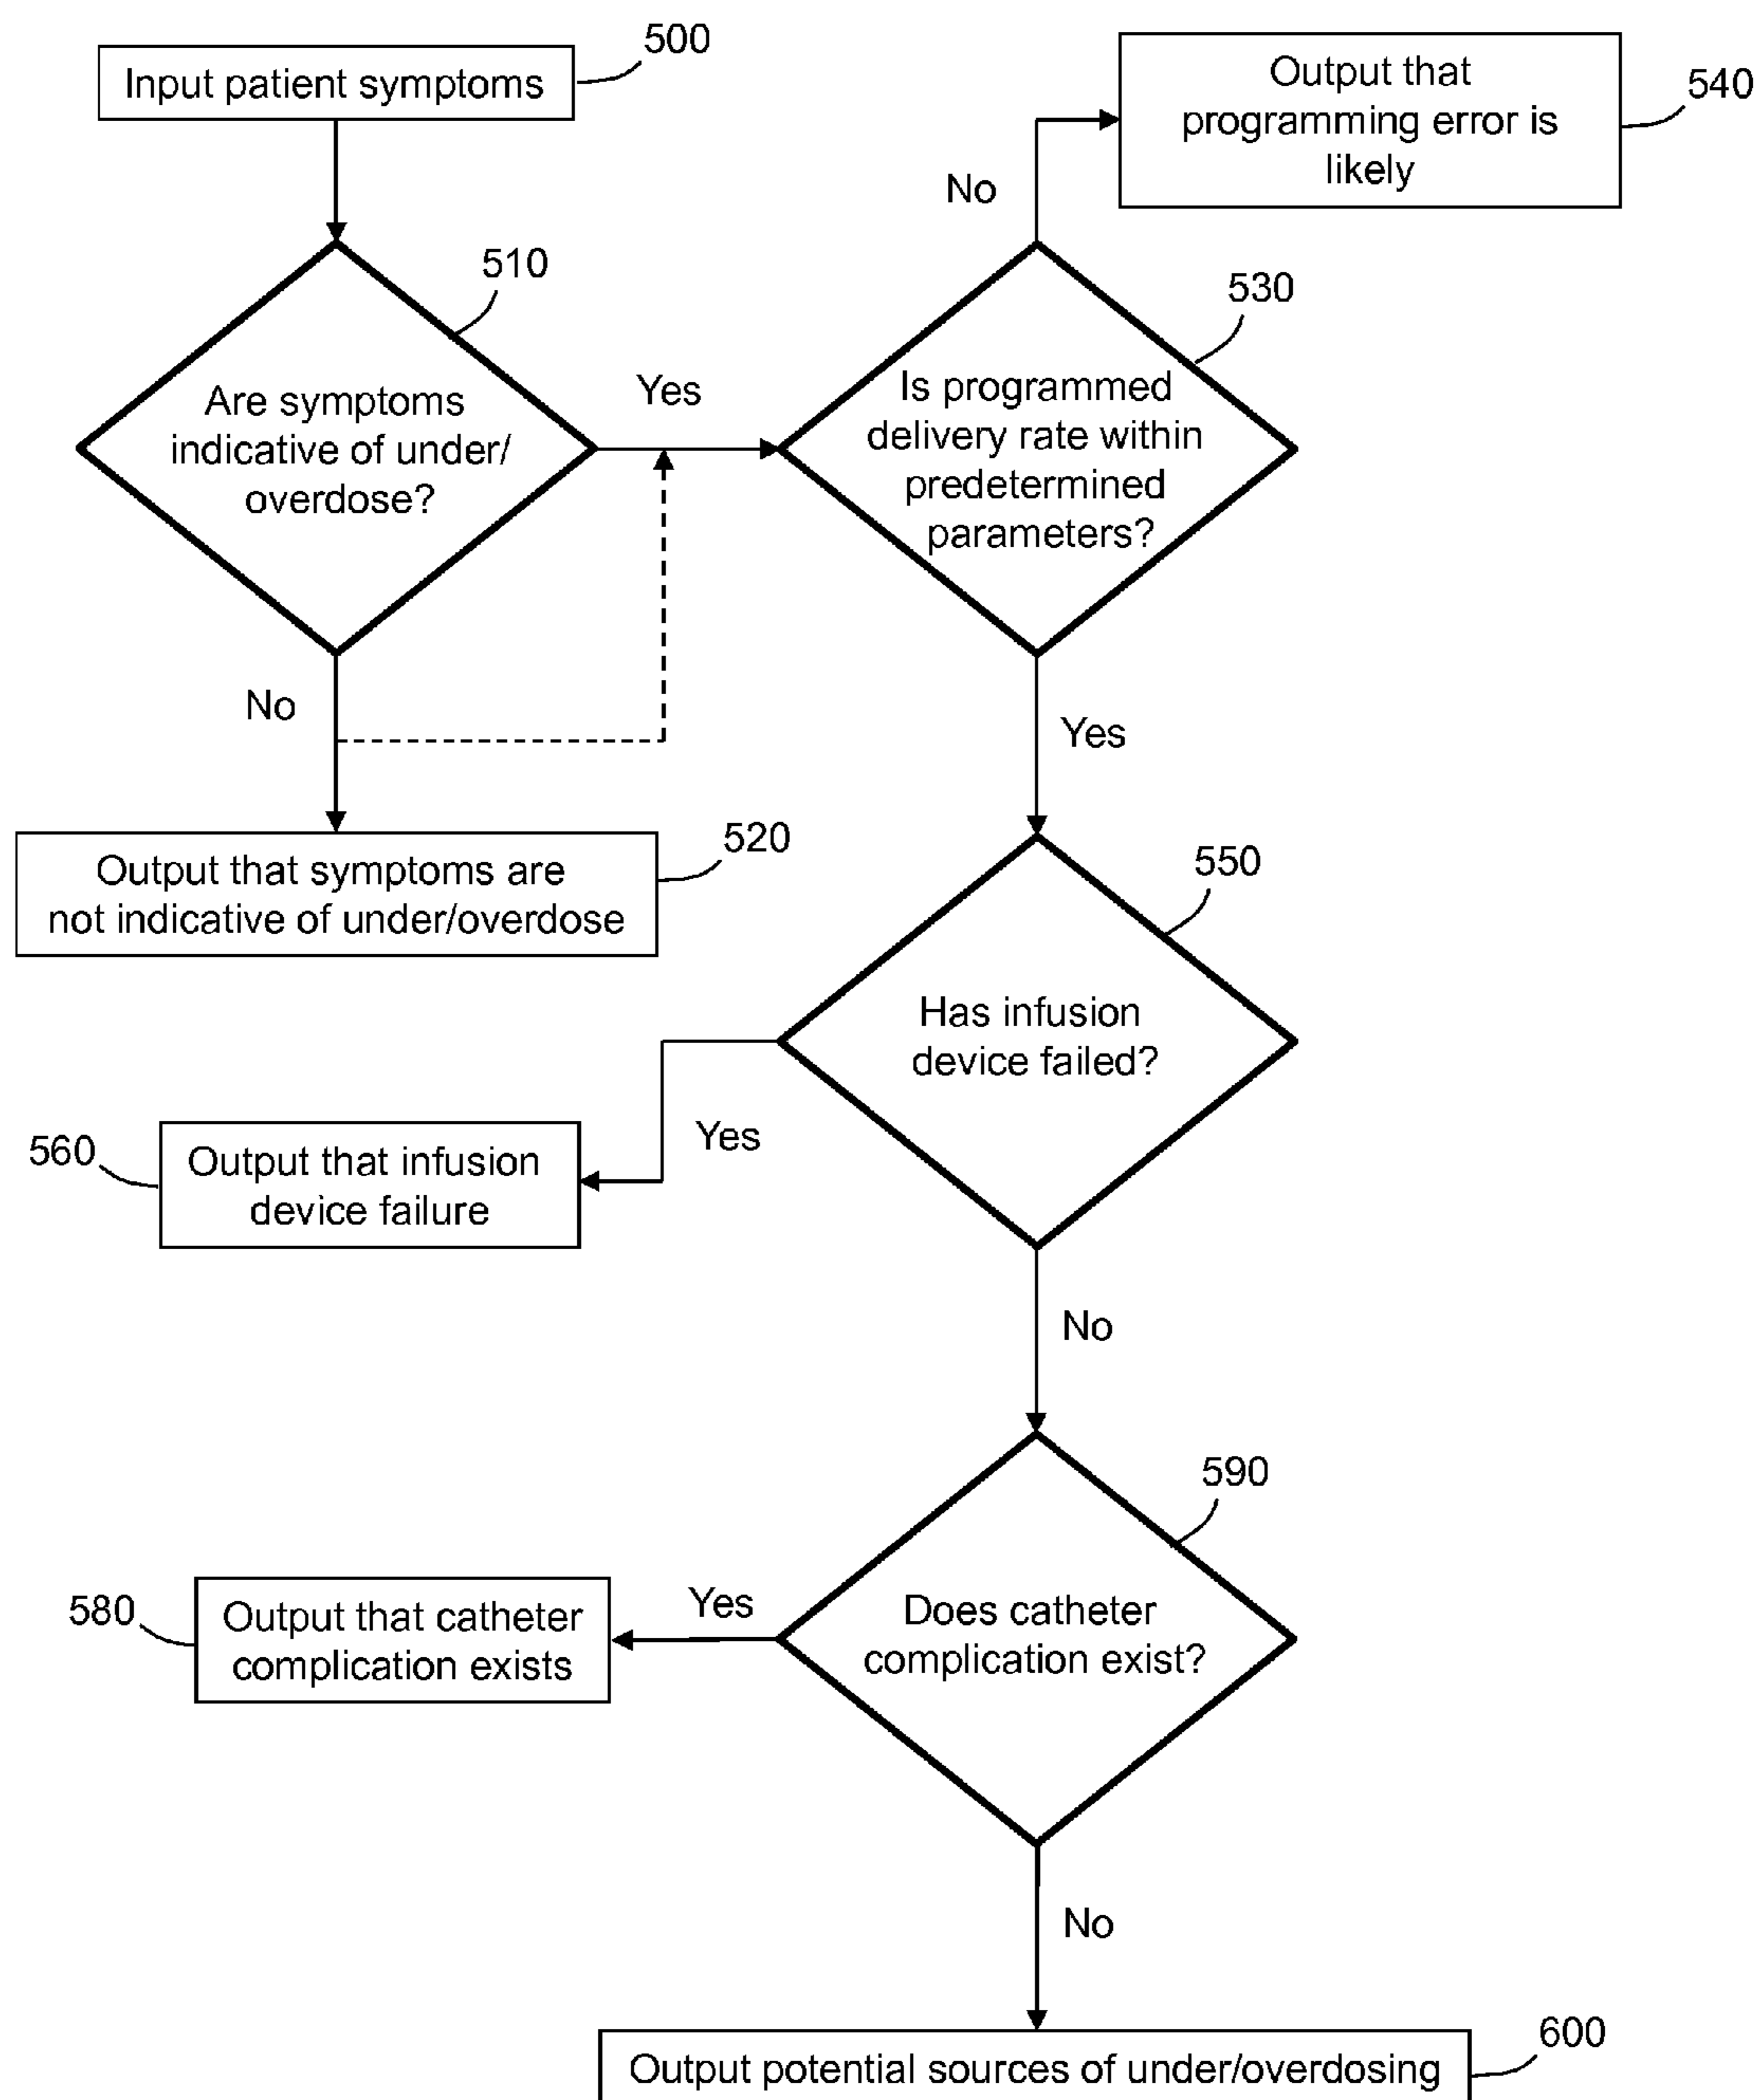 500
Input patient symptoms
510
Are symptoms
indicative of under/
overdose?
Yes
No
520
Output that symptoms are
not indicative of under/overdose
530
Is programmed
delivery rate within
predetermined
parameters?
No
540
Output that
programming error is
likely
Yes
550
Has infusion
device failed?
Yes
560
Output that infusion
device failure
No
590
Does catheter
complication exist?
Yes
580
Output that catheter
complication exists
No
600
Output potential sources of under/overdosing